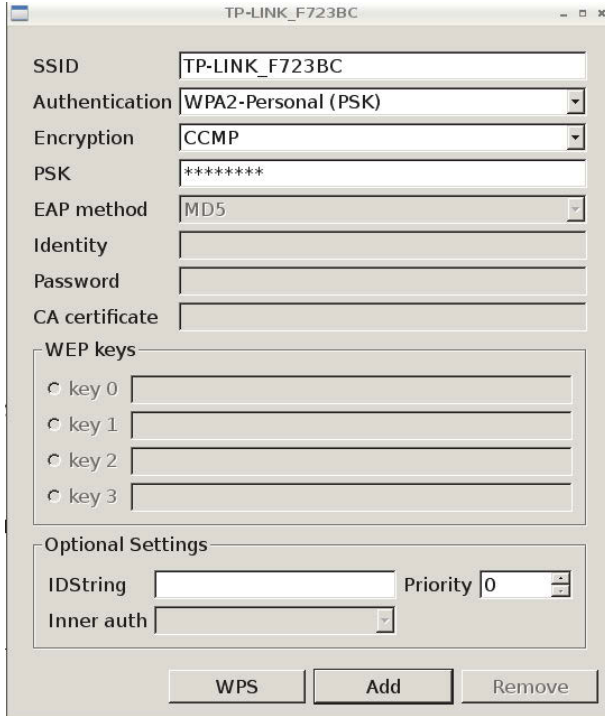 TP-LINK_F723BC
SSID TP-LINK_F723BC
Authentication WPA2-Personal (PSK)
Encryption CCMP
PSK ********
EAP method MD5
Identity
Password
CA certificate
WEP keys
key 0
key 1
key 2
key 3
Optional Settings
IDString Priority 0
Inner auth
WPS Add Remove